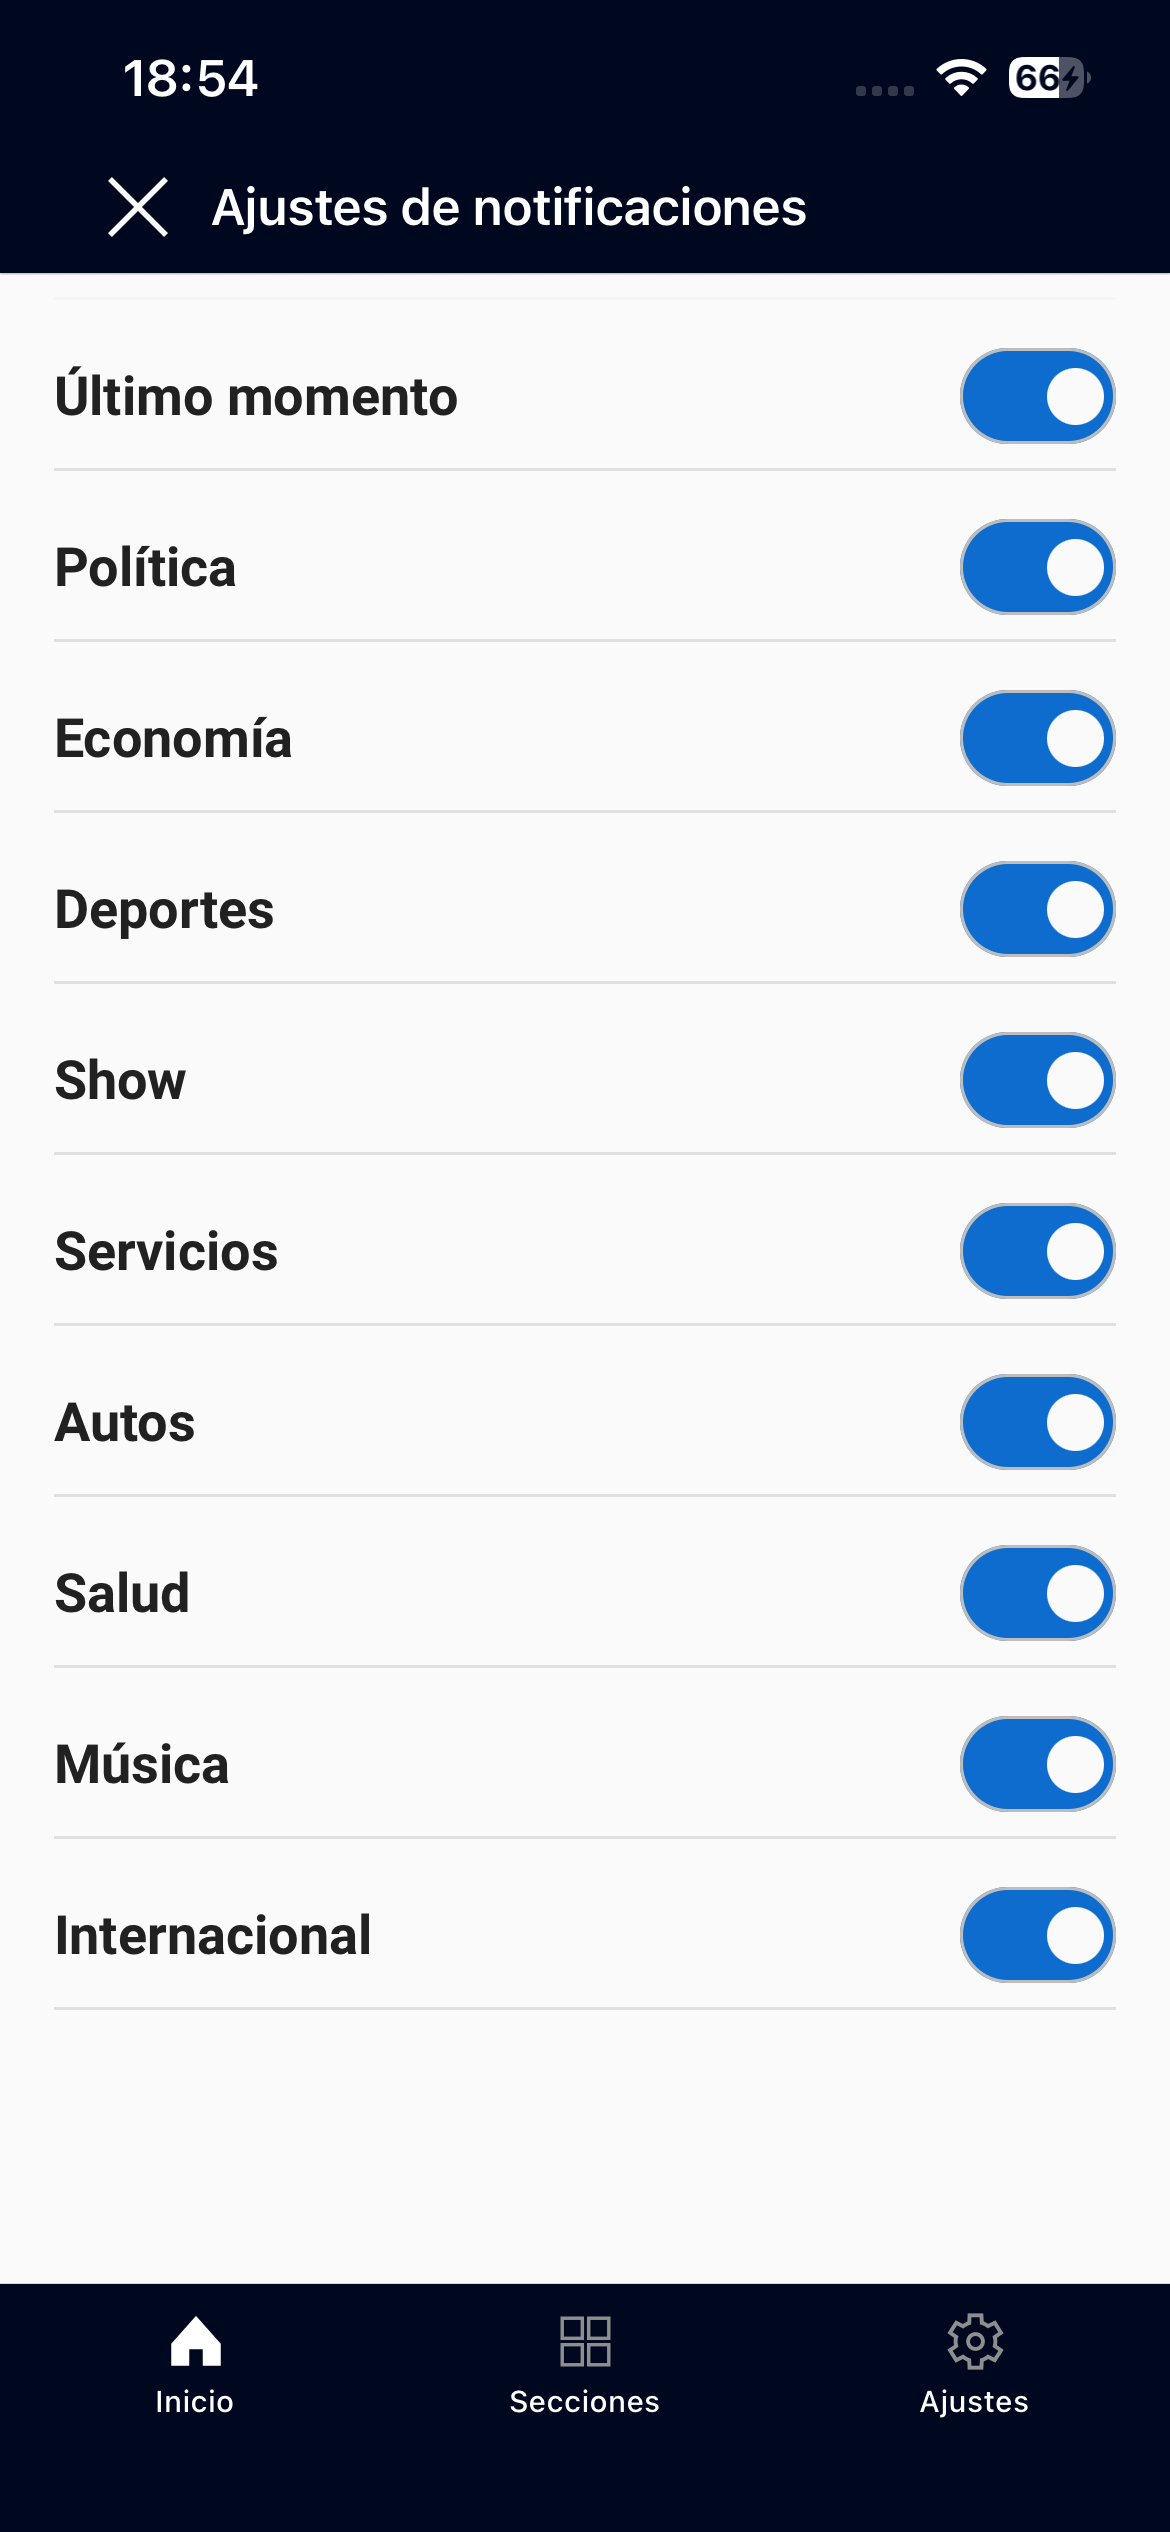 18:54
66
Ajustes de notificaciones
Último momento
Política
Economía
Deportes
Show
Servicios
Autos
Salud
Música
Internacional
Inicio
Secciones
Ajustes